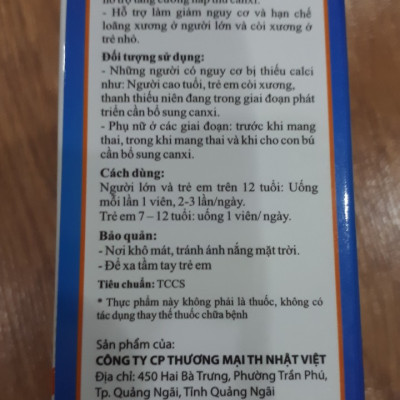 hỗ trợ tăng cường hấp thu canxi.
- Hỗ trợ làm giảm nguy cơ và hạn chế
loãng xương ở người lớn và còi xương ở
trẻ nhỏ.
Đối tượng sử dụng:
- Những người có nguy cơ bị thiếu calci
như: Người cao tuổi, trẻ em còi xương,
thanh thiếu niên đang trong giai đoạn phát
triển cần bổ sung canxi.
- Phụ nữ ở các giai đoạn: trước khi mang
thai, trong khi mang thai và khi cho con bú
cần bổ sung canxi.
Cách dùng:
Người lớn và trẻ em trên 12 tuổi: Uống
mỗi lần 1 viên, 2-3 lần/ngày.
Trẻ em 7 – 12 tuổi: uống 1 viên/ ngày.
Bảo quản:
- Nơi khô mát, tránh ánh nắng mặt trời.
- Để xa tầm tay trẻ em
Tiêu chuẩn: TCCS
* Thực phẩm này không phải là thuốc, không có
tác dụng thay thế thuốc chữa bệnh
Sản phẩm của:
CÔNG TY CP THƯƠNG MẠI TH NHẬT VIỆT
Địa chỉ: 450 Hai Bà Trưng, Phường Trần Phú,
Tp. Quảng Ngãi, Tỉnh Quảng Ngãi